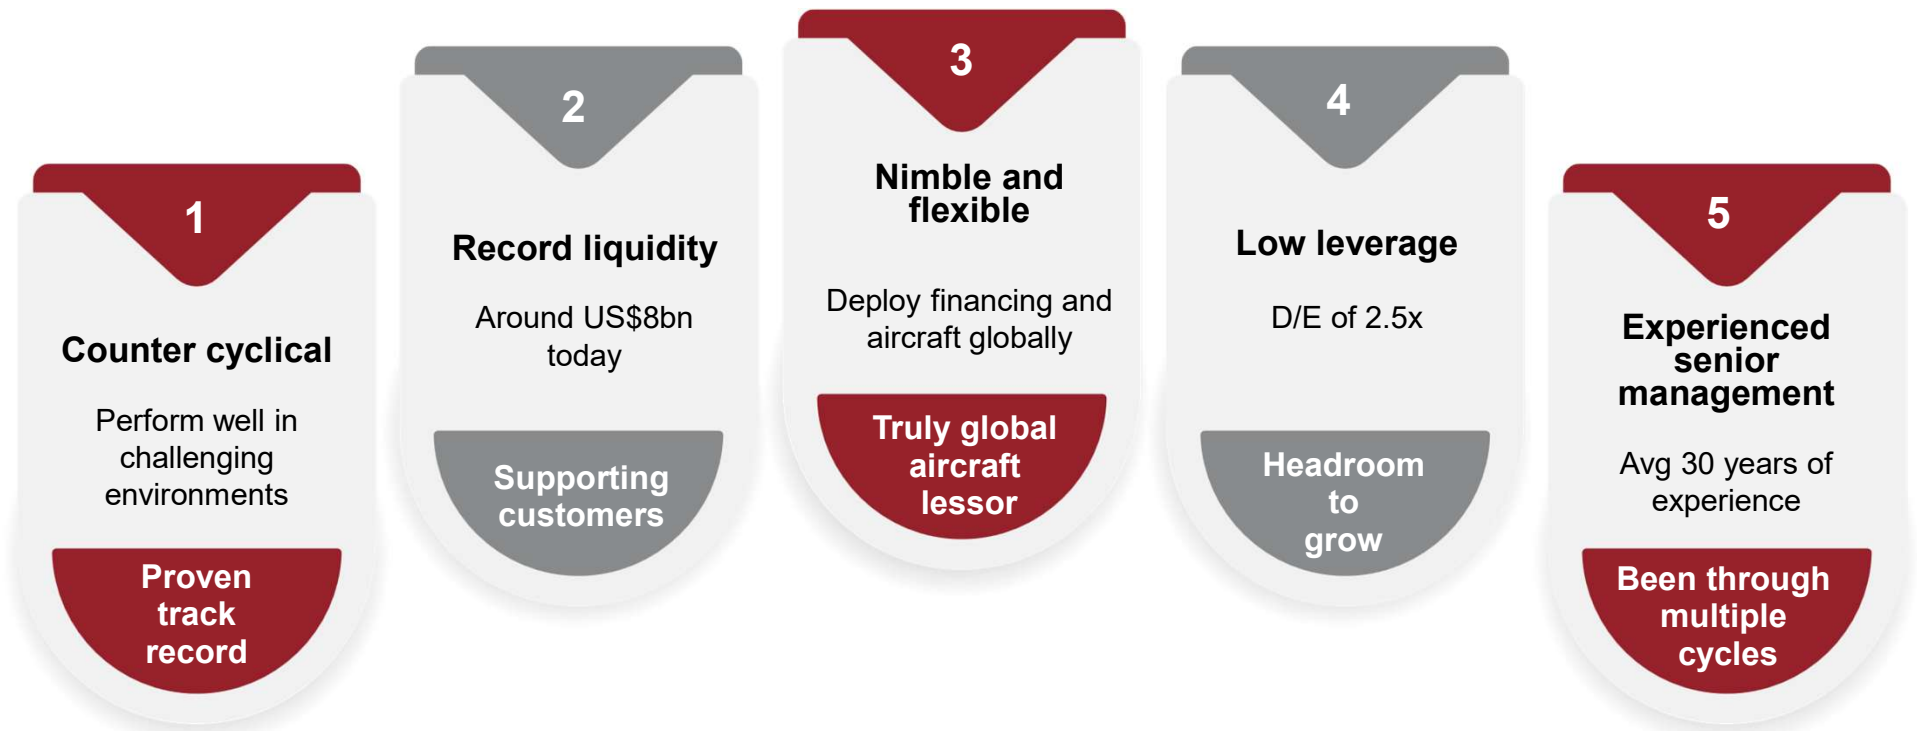 1
Counter cyclical
Perform well in
challenging
environments
Proven
track
record
2
Record liquidity
Around US$8bn
today
Supporting
customers
3
Nimble and
flexible
Deploy financing and
aircraft globally
Truly global
aircraft
lessor
4
Low leverage
D/E of 2.5x
Headroom
to
grow
5
Experienced
senior
management
Avg 30 years of
experience
Been through
multiple
cycles